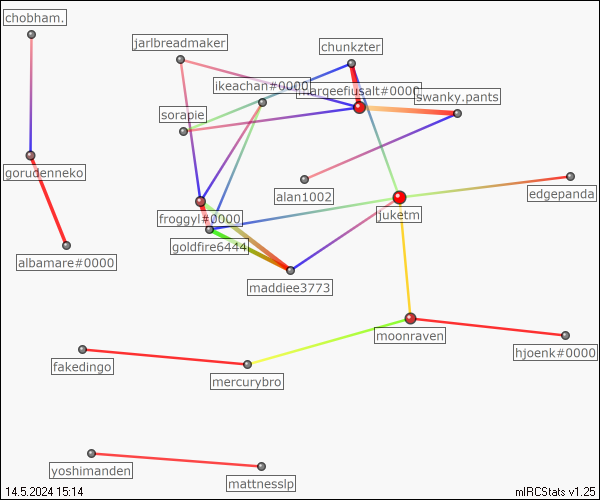 chobham.
jarlbreadmaker
chunkzter
ikeachan#0000
marqeefiusalt#0000
swanky.pants
sorapie
gorudenneko
alan1002
edgepanda
froggyl#0000
juketm
goldfire6444
albamare#0000
maddiee3773
moonraven
hjoenk#0000
fakedingo
mercurybro
yoshimanden
mattnesslp
14.5.2024 15:14
mIRCStats v1.25